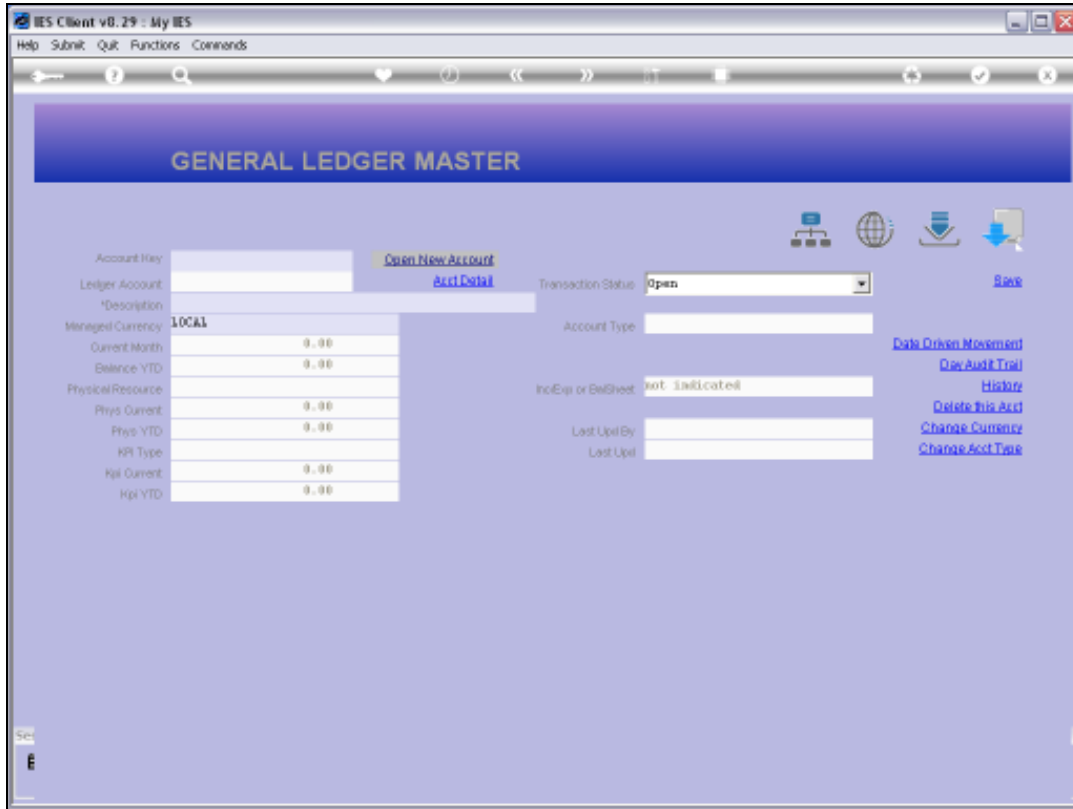 IES Client v8.29 : My IES
Help Submit Quit Functions Commands
GENERAL LEDGER MASTER
Account Key
Open New Account
Ledger Account
Acct Detail
Transaction Status
Open
Save
*Description
Managed Currency
LOCAL
Account Type
Current Month
0.00
Date Driven Movement
Balance YTD
0.00
Day Audit Trail
Physical Resource
Inc/Exp or BalSheet
not indicated
History
Phys Current
0.00
Delete this Acct
Phys YTD
0.00
Last Upd By
Change Currency
KPI Type
Last Upd
Change Acct Type
Kpi Current
0.00
Kpi YTD
0.00